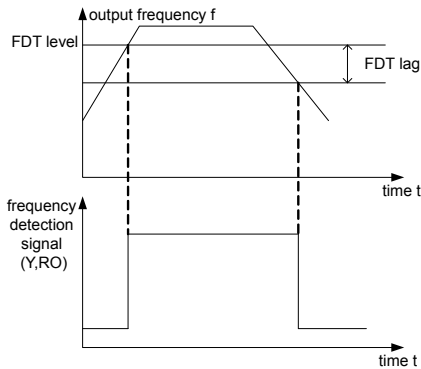 output frequency f
FDT level
FDT lag
time t
frequency
detection
signal
(Y,RO)
time t